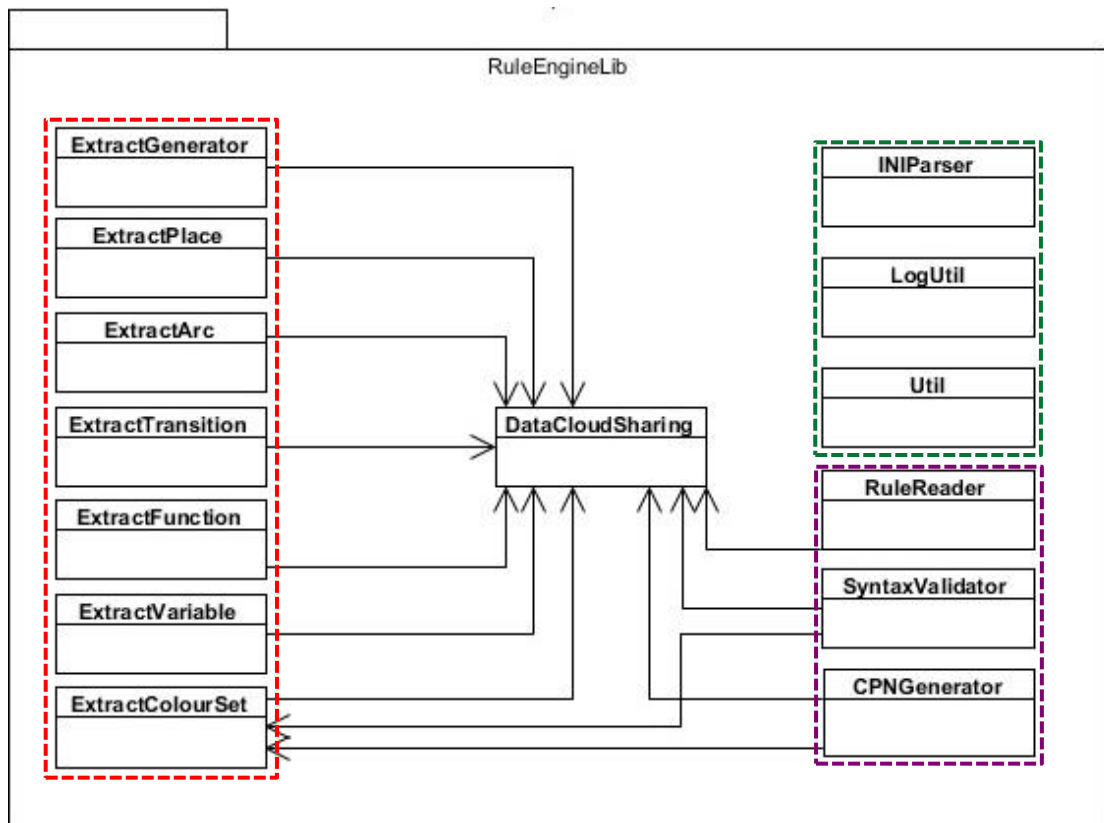 RuleEngineLib
ExtractGenerator
ExtractPlace
ExtractArc
ExtractTransition
ExtractFunction
ExtractVariable
ExtractColourSet
DataCloudSharing
INIParser
LogUtil
Util
RuleReader
SyntaxValidator
CPNGenerator